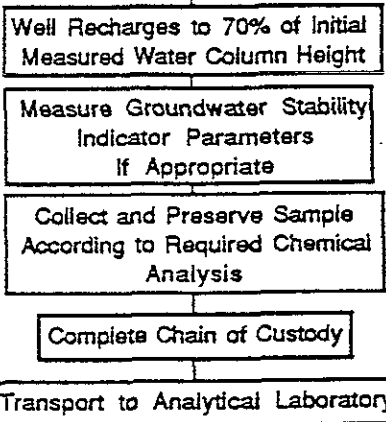 Well Recharges to 70% of Initial
Measured Water Column Height
Measure Groundwater Stability
Indicator Parameters
If Appropriate
Collect and Preserve Sample
According to Required Chemical
Analysis
Complete Chain of Custody
Transport to Analytical Laboratory